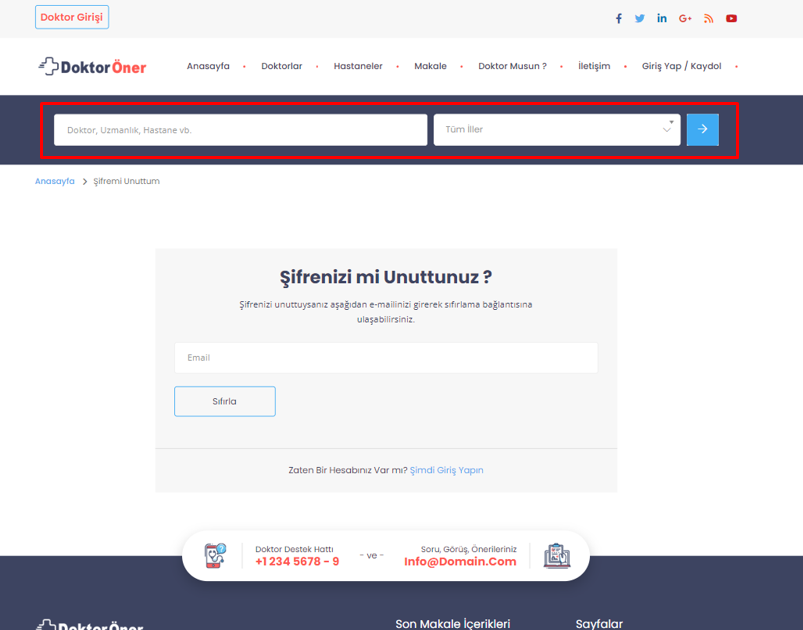 Doktor Girişi
G+
Doktor Öner
Anasayfa • Doktorlar • Hastaneler • Makale • Doktor Musun ? • İletişim • Giriş Yap / Kaydol •
Doktor, Uzmanlık, Hastane vb.
Tüm İller
Anasayfa > Şifremi Unuttum
Şifrenizi mi Unuttunuz ?
Şifrenizi unuttuysanız aşağıdan e-mailinizi girerek sıfırlama bağlantısına
ulaşabilirsiniz.
Email
Sıfırla
Zaten Bir Hesabınız Var mı? Şimdi Giriş Yapın
Doktor Destek Hattı
+1 234 5678 - 9
- ve -
Soru, Görüş, Önerileriniz
Info@Domain.Com
Doktor Öner
Son Makale İçerikleri
Sayfalar